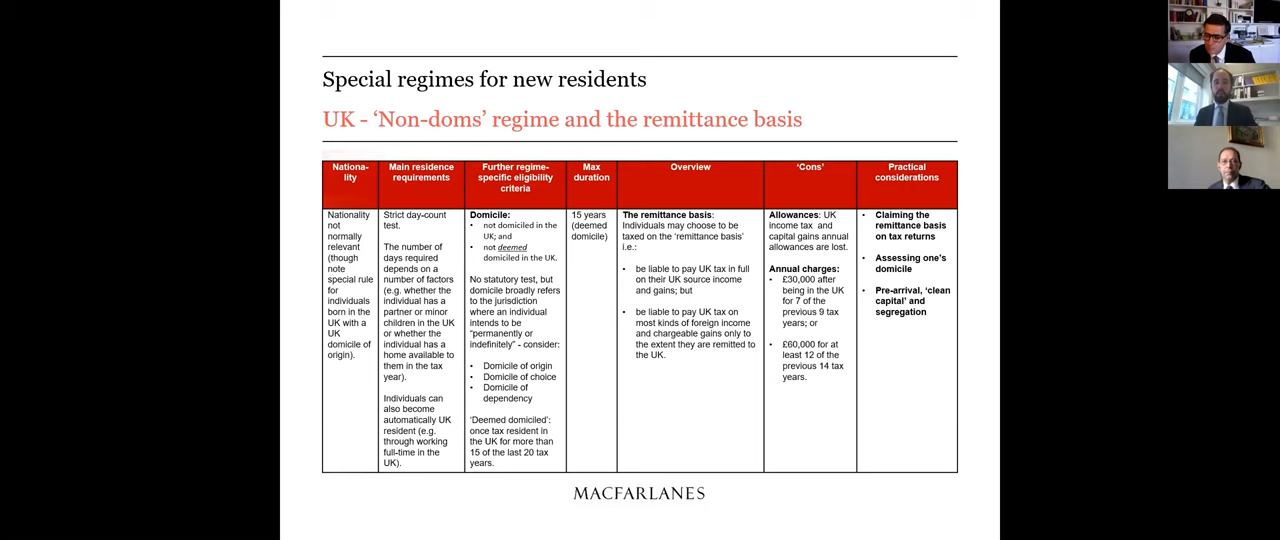 Special regimes for new residents
UK - ‘Non-doms’ regime and the remittance basis
Nationa-
lity
Main residence
requirements
Further regime-
specific eligibility
criteria
Max
duration
Overview
‘Cons’
Practical
considerations
Nationality
not
normally
relevant
(though
note
special rule
for
individuals
born in the
UK with a
UK
domicile of
origin).
Strict day-count
test.
The number of
days required
depends on a
number of factors
(e.g. whether the
individual has a
partner or minor
children in the UK
or whether the
individual has a
home available to
them in the tax
year).
Individuals can
also become
automatically UK
resident (e.g.
through working
full-time in the
UK).
Domicile:
• not domiciled in the
UK; and
• not deemed
domiciled in the UK.
No statutory test, but
domicile broadly refers
to the jurisdiction
where an individual
intends to be
“permanently or
indefinitely” - consider:
• Domicile of origin
• Domicile of choice
• Domicile of
dependency
‘Deemed domiciled’:
once tax resident in
the UK for more than
15 of the last 20 tax
years.
15 years
(deemed
domicile)
The remittance basis:
Individuals may choose to be
taxed on the ‘remittance basis’
i.e.:
• be liable to pay UK tax in full
on their UK source income
and gains; but
• be liable to pay UK tax on
most kinds of foreign income
and chargeable gains only to
the extent they are remitted to
the UK.
Allowances: UK
income tax and
capital gains annual
allowances are lost.
Annual charges:
• £30,000 after
being in the UK
for 7 of the
previous 9 tax
years; or
• £60,000 for at
least 12 of the
previous 14 tax
years.
• Claiming the
remittance basis
on tax returns
• Assessing one’s
domicile
• Pre-arrival, ‘clean
capital’ and
segregation
MACFARLANES